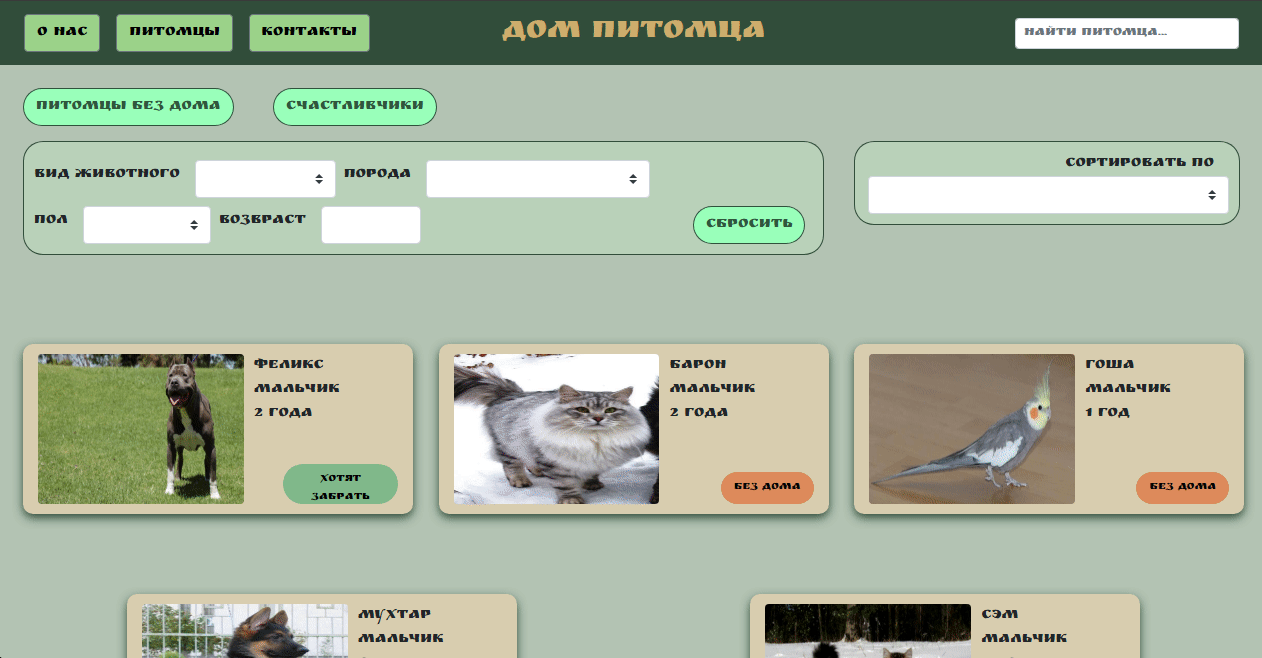 О НАС ПИТОМЦЫ КОНТАКТЫ ДОМ ПИТОМЦА НАЙТИ ПИТОМЦА...
ПИТОМЦЫ БЕЗ ДОМА СЧАСТЛИВЧИКИ
ВИД ЖИВОТНОГО ПОРОДА
ПОЛ ВОЗВРАСТ СБРОСИТЬ
СОРТИРОВАТЬ ПО
ФЕЛИКС
МАЛЬЧИК
2 ГОДА
ХОТЯТ
ЗАБРАТЬ
БАРОН
МАЛЬЧИК
2 ГОДА
БЕЗ ДОМА
ГОША
МАЛЬЧИК
1 ГОД
БЕЗ ДОМА
МУХТАР
МАЛЬЧИК
СЭМ
МАЛЬЧИК